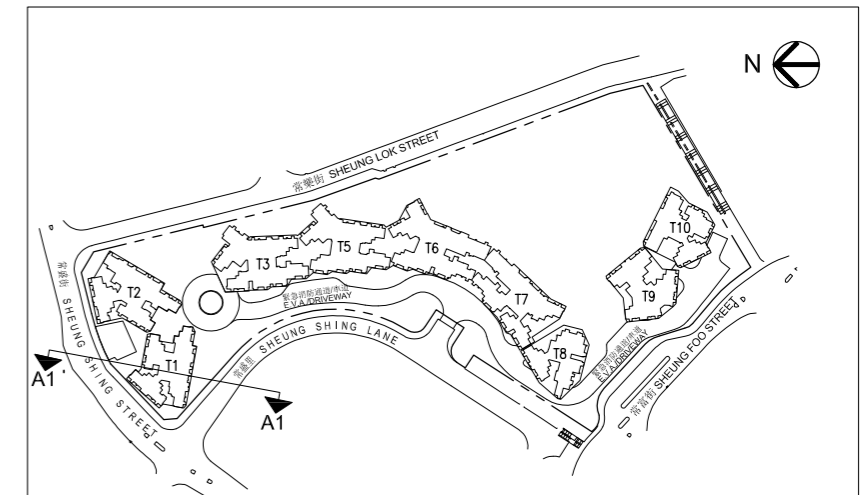 N
常樂街 SHEUNG LOK STREET
T10
T5
T6
T3
T2
T9
T7
緊急消防通道/車道
E.V.A./DRIVEWAY
常盛街 SHEUNG SHING STREET
常盛里 SHEUNG SHING LANE
T8
緊急消防通道/車道
E.V.A./DRIVEWAY
常富街 SHEUNG FOO STREET
T1
A1'
A1